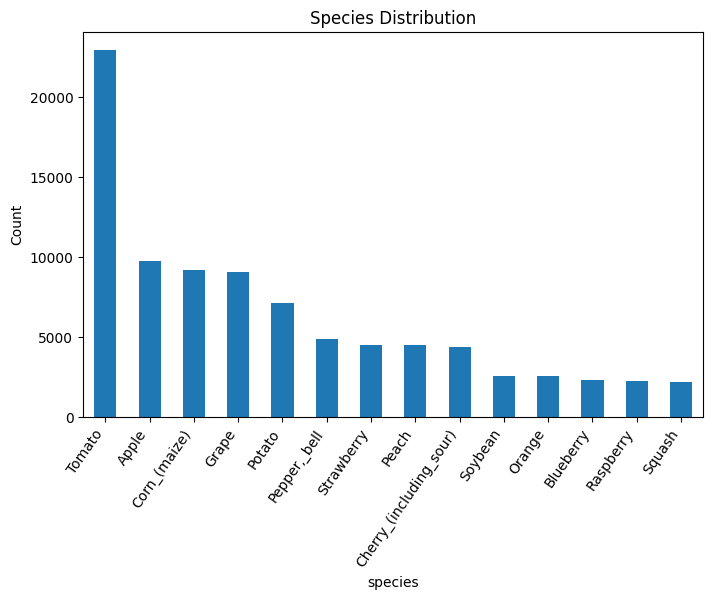 Species Distribution
20000
15000
10000
5000
0
Count
Tomato
Apple
Corn_(maize)
Grape
Potato
Pepper,_bell
Strawberry
Peach
Cherry_(including_sour)
Soybean
Orange
Blueberry
Raspberry
Squash
species